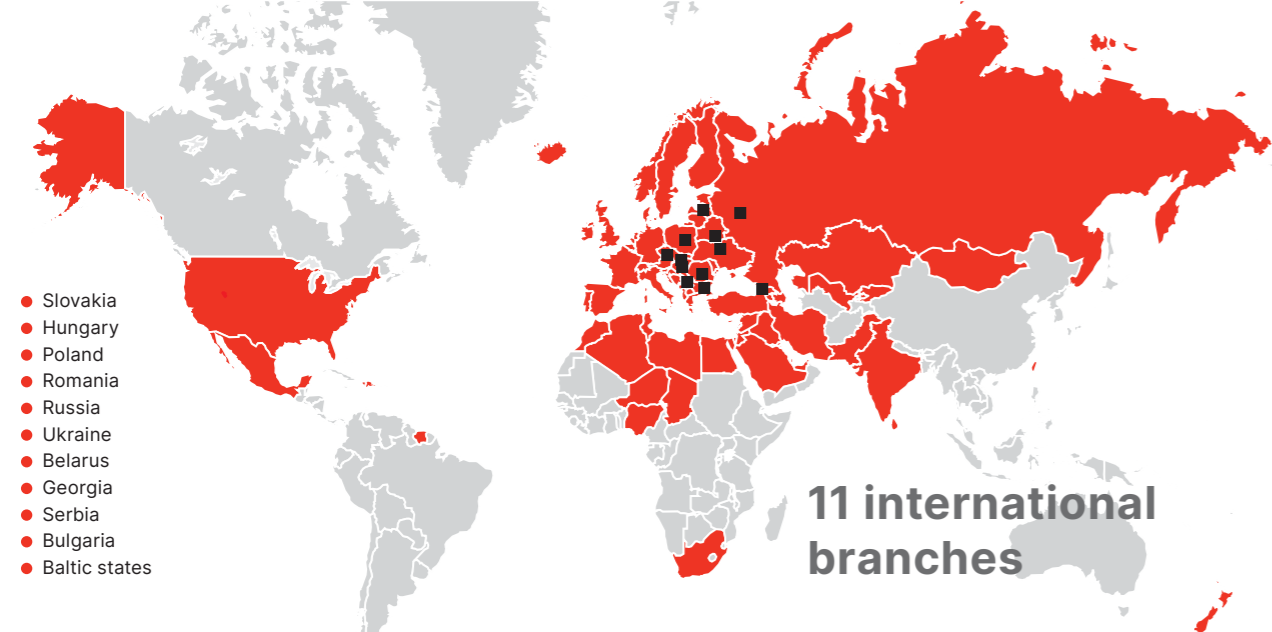 Slovakia
Hungary
Poland
Romania
Russia
Ukraine
Belarus
Georgia
Serbia
Bulgaria
Baltic states
11 international
branches